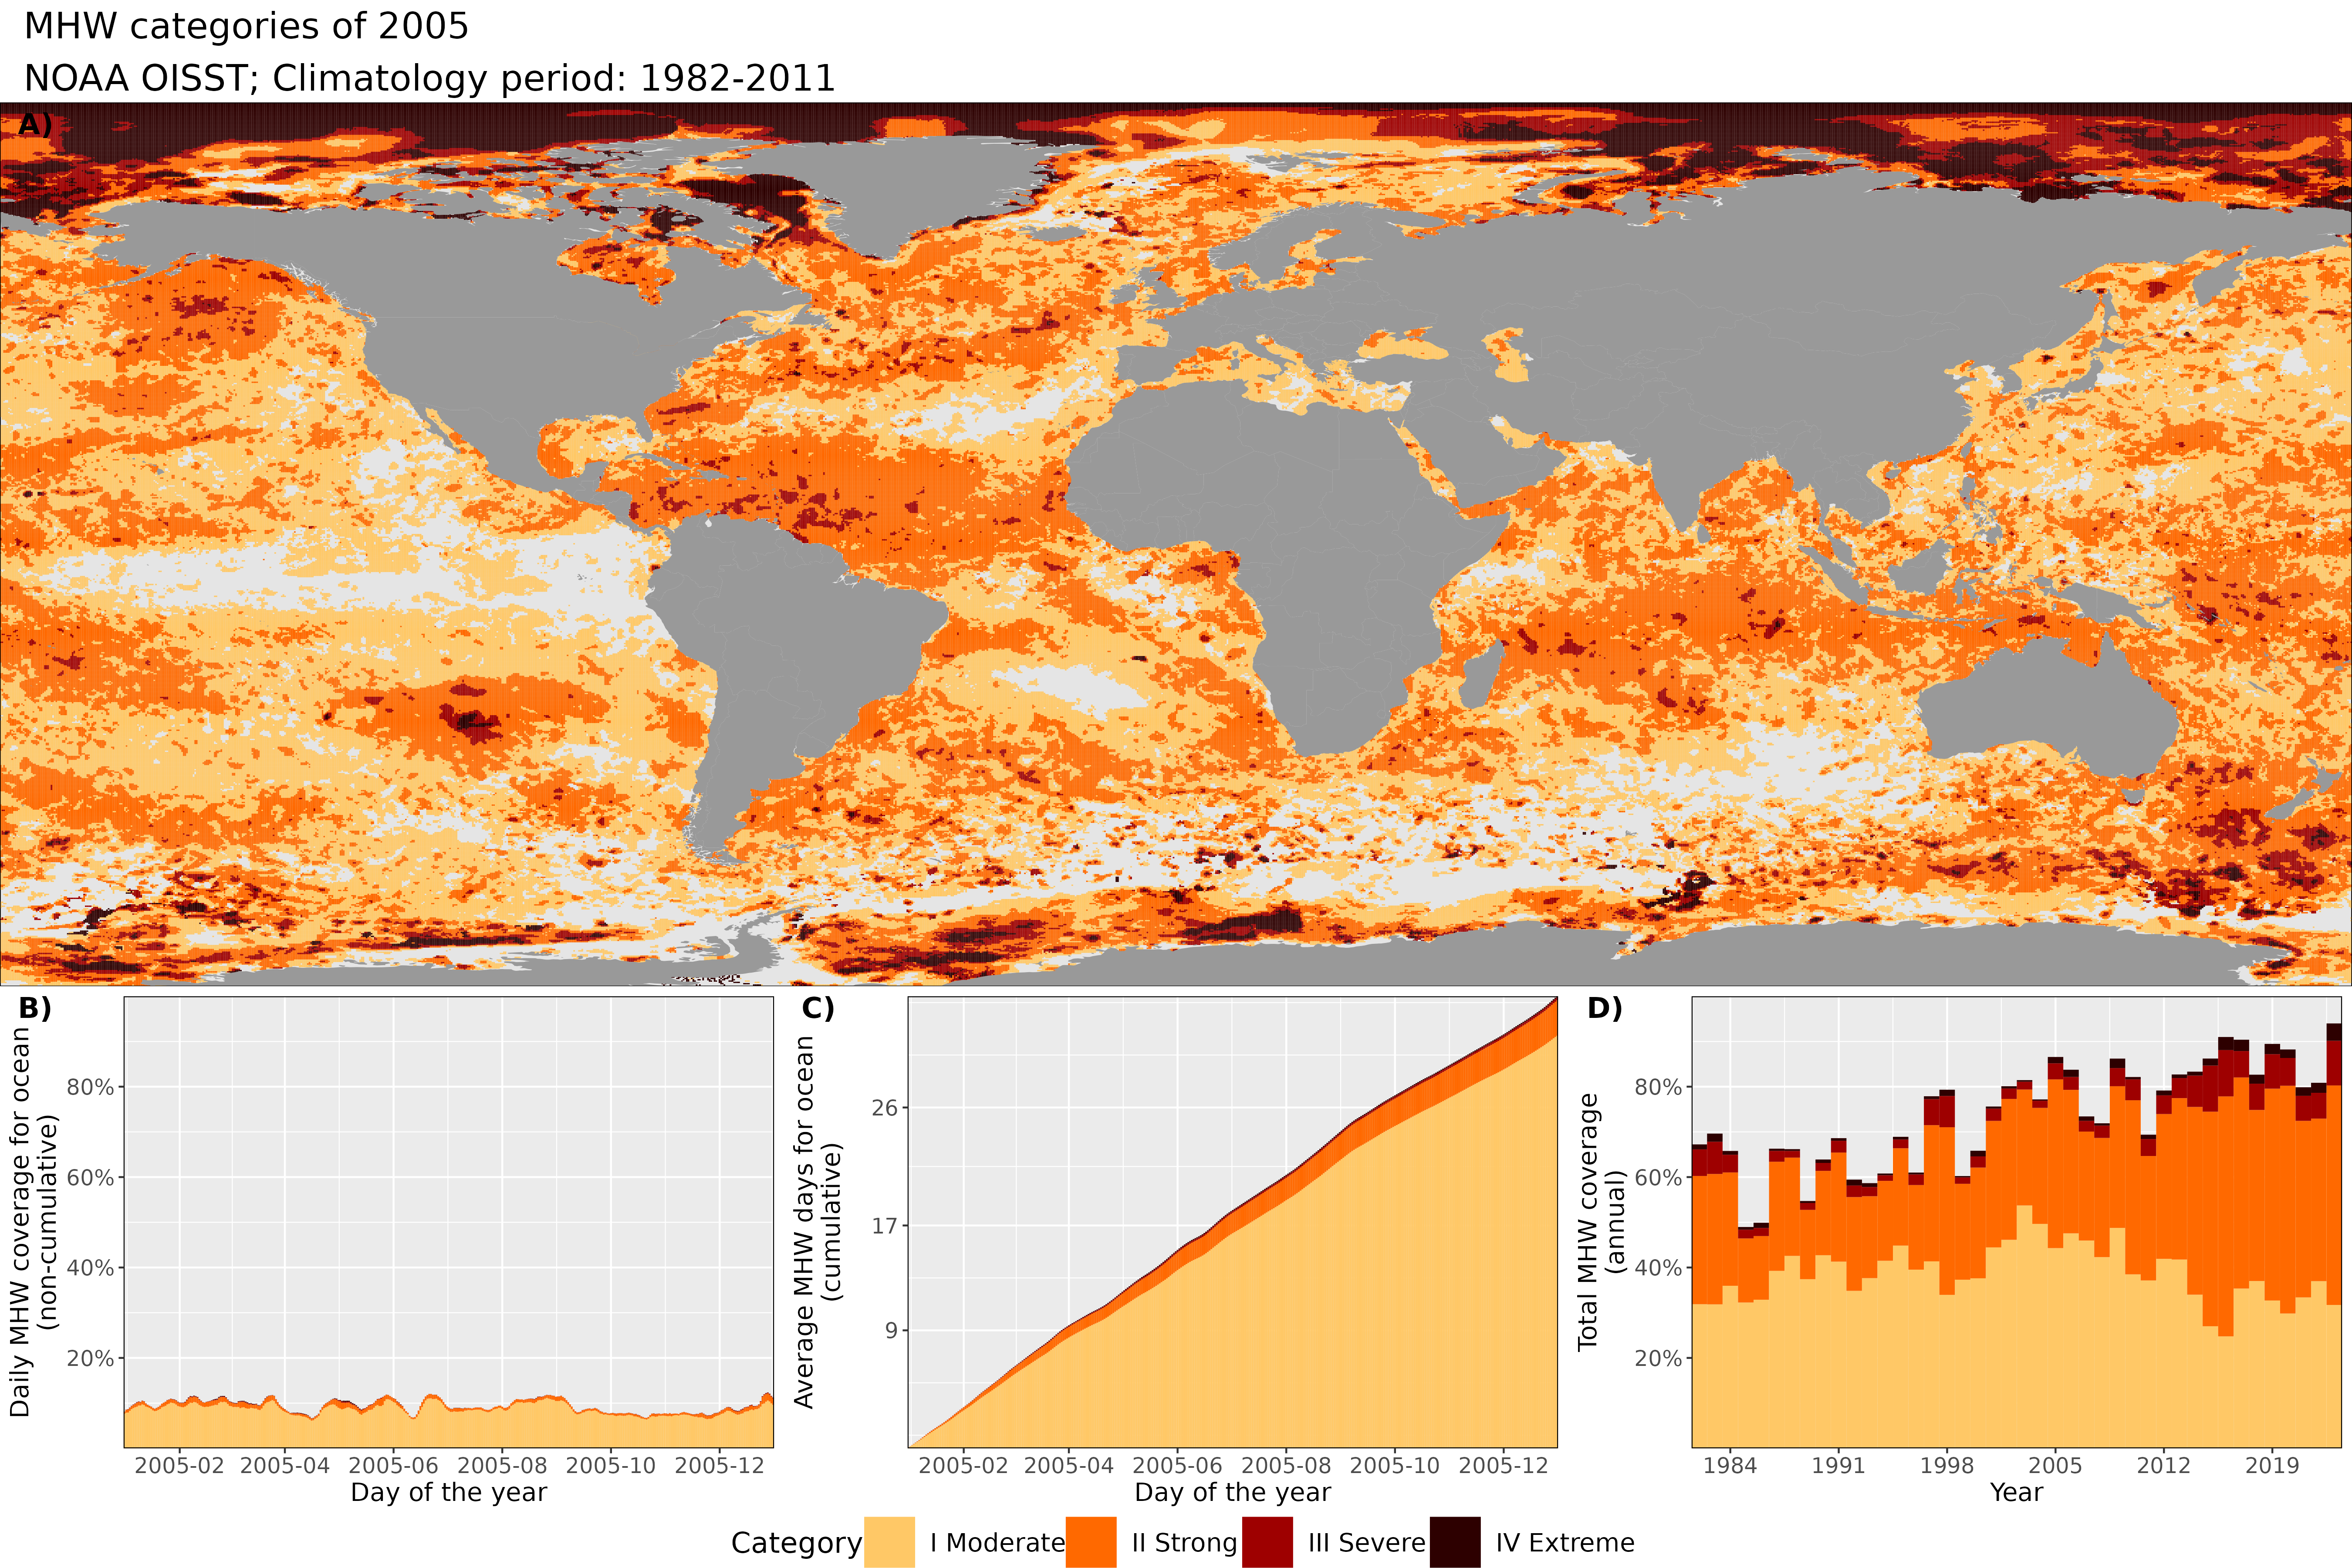 MHW categories of 2005
NOAA OISST; Climatology period: 1982-2011
A)
B)
Daily MHW coverage for ocean
(non-cumulative)
80%
60%
40%
20%
2005-02 2005-04 2005-06 2005-08 2005-10 2005-12
Day of the year
C)
Average MHW days for ocean
(cumulative)
26
17
9
2005-02 2005-04 2005-06 2005-08 2005-10 2005-12
Day of the year
D)
Total MHW coverage
(annual)
80%
60%
40%
20%
1984 1991 1998 2005 2012 2019
Year
Category I Moderate II Strong III Severe IV Extreme